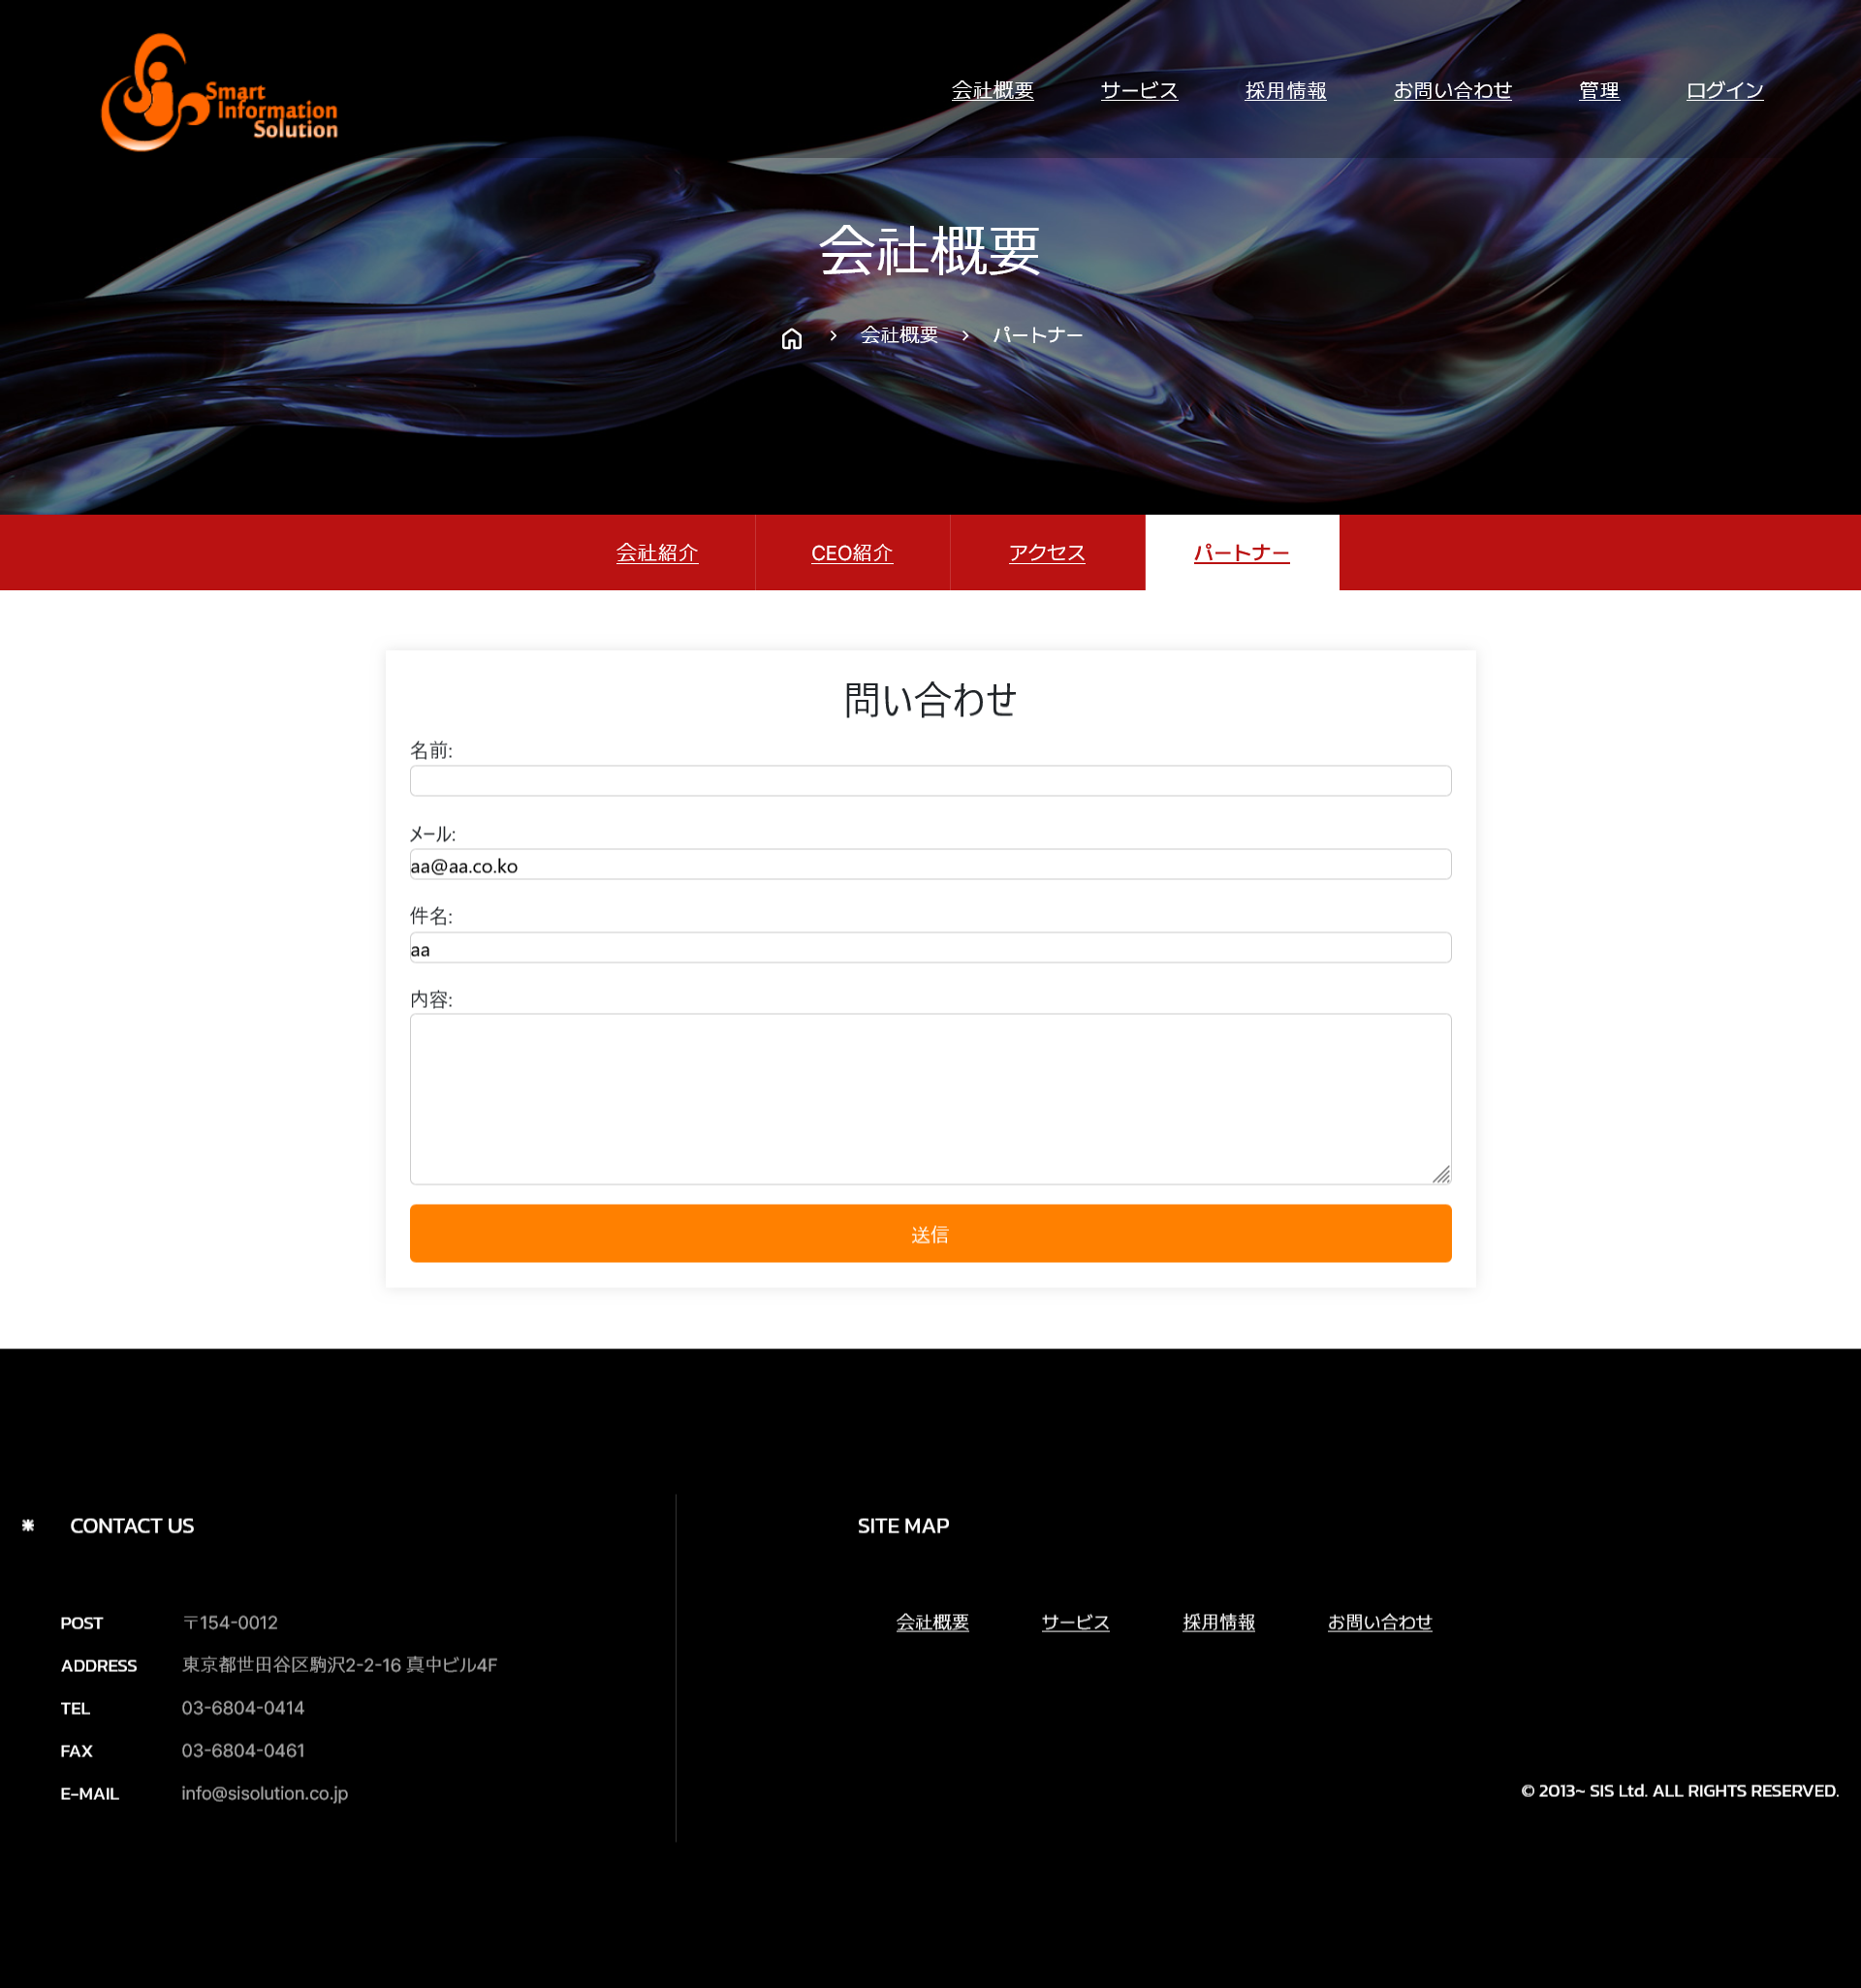 Smart
Information
Solution
会社概要 サービス 採用情報 お問い合わせ 管理 ログイン
会社概要
会社概要 パートナー
会社紹介 CEO紹介 アクセス パートナー
問い合わせ
名前:
メール:
aa@aa.co.ko
件名:
aa
内容:
送信
CONTACT US
POST 〒154-0012
ADDRESS 東京都世田谷区駒沢2-2-16 真中ビル4F
TEL 03-6804-0414
FAX 03-6804-0461
E-MAIL info@sisolution.co.jp
SITE MAP
会社概要 サービス 採用情報 お問い合わせ
© 2013~ SIS Ltd. ALL RIGHTS RESERVED.